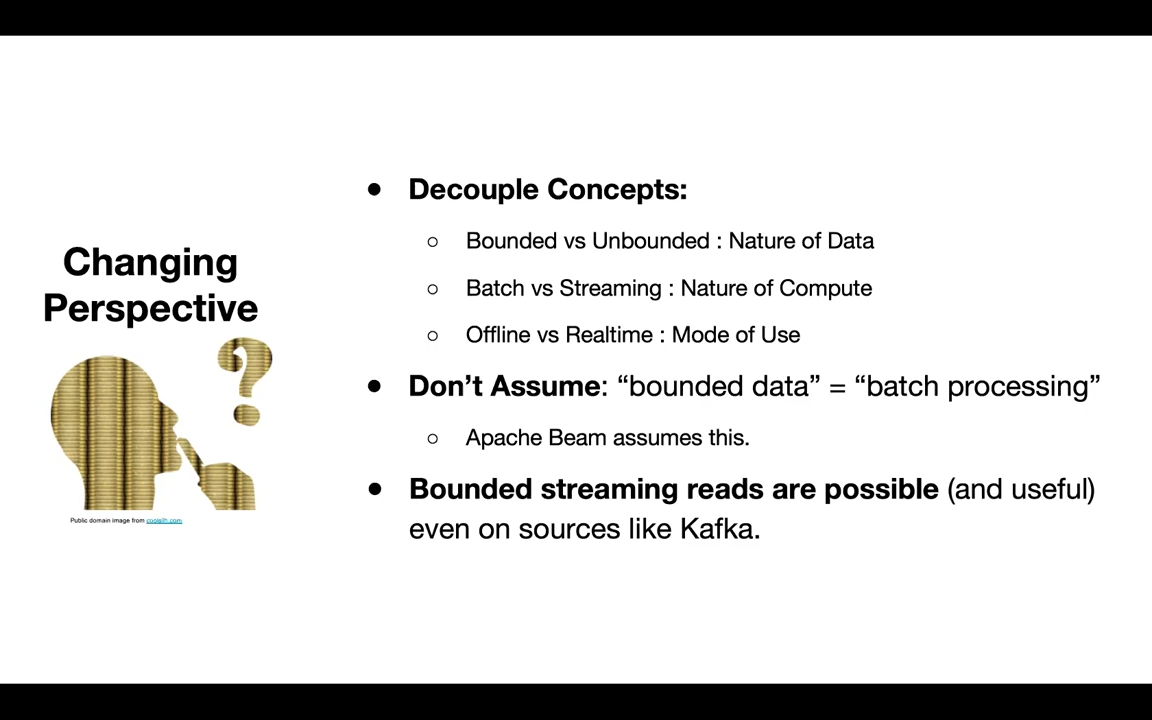 Changing
Perspective
Public domain image from coolsilh.com
● Decouple Concepts:
○ Bounded vs Unbounded : Nature of Data
○ Batch vs Streaming : Nature of Compute
○ Offline vs Realtime : Mode of Use
● Don’t Assume: “bounded data” = “batch processing”
○ Apache Beam assumes this.
● Bounded streaming reads are possible (and useful)
even on sources like Kafka.